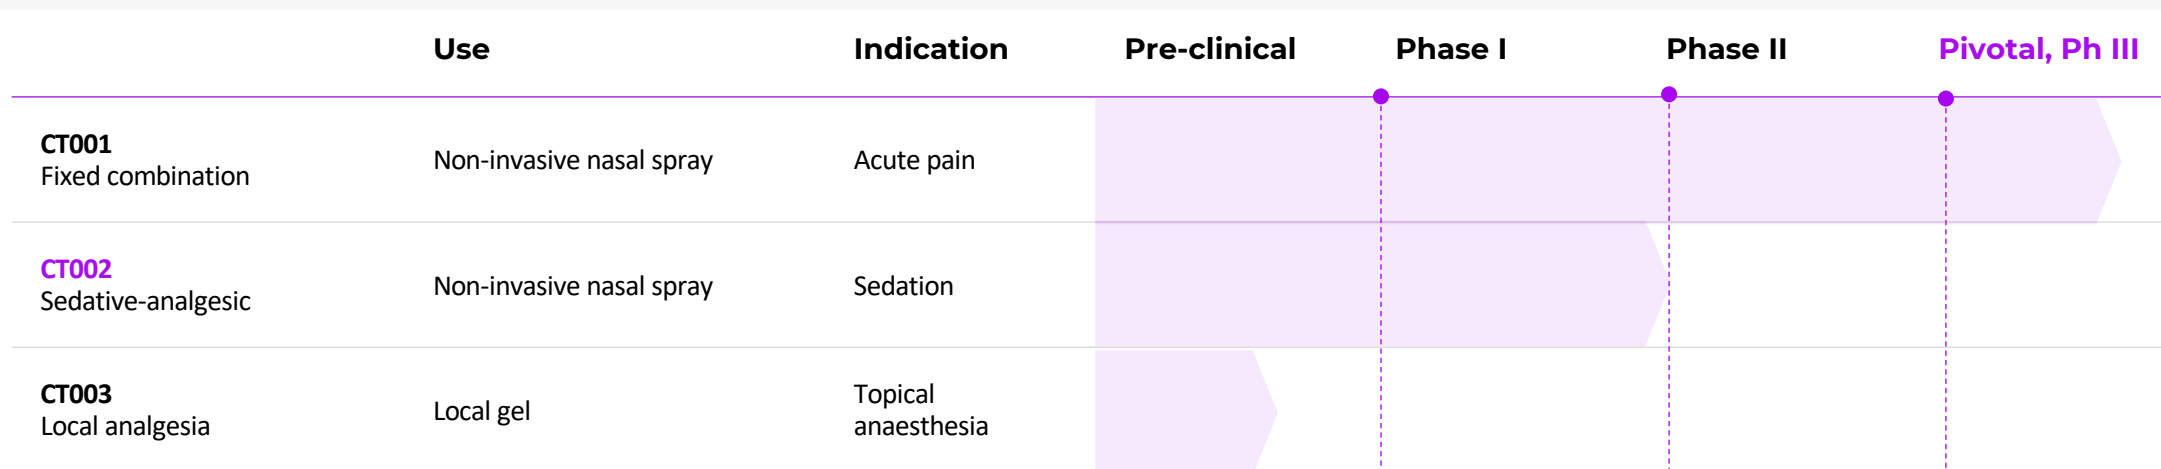 Use Indication Pre-clinical Phase I Phase II Pivotal, Ph III
CT001
Fixed combination
Non-invasive nasal spray
Acute pain
CT002
Sedative-analgesic
Non-invasive nasal spray
Sedation
CT003
Local analgesia
Local gel
Topical
anaesthesia